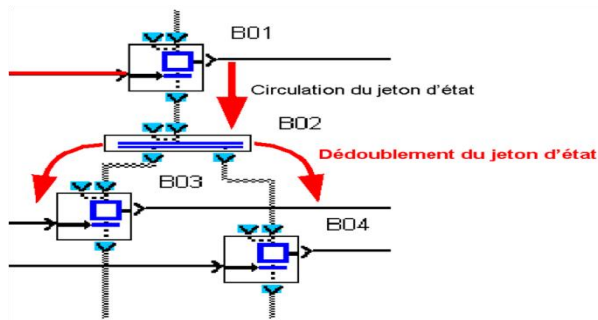 B01
Circulation du jeton d'état
B02
Dédoublement du jeton d'état
B03
B04